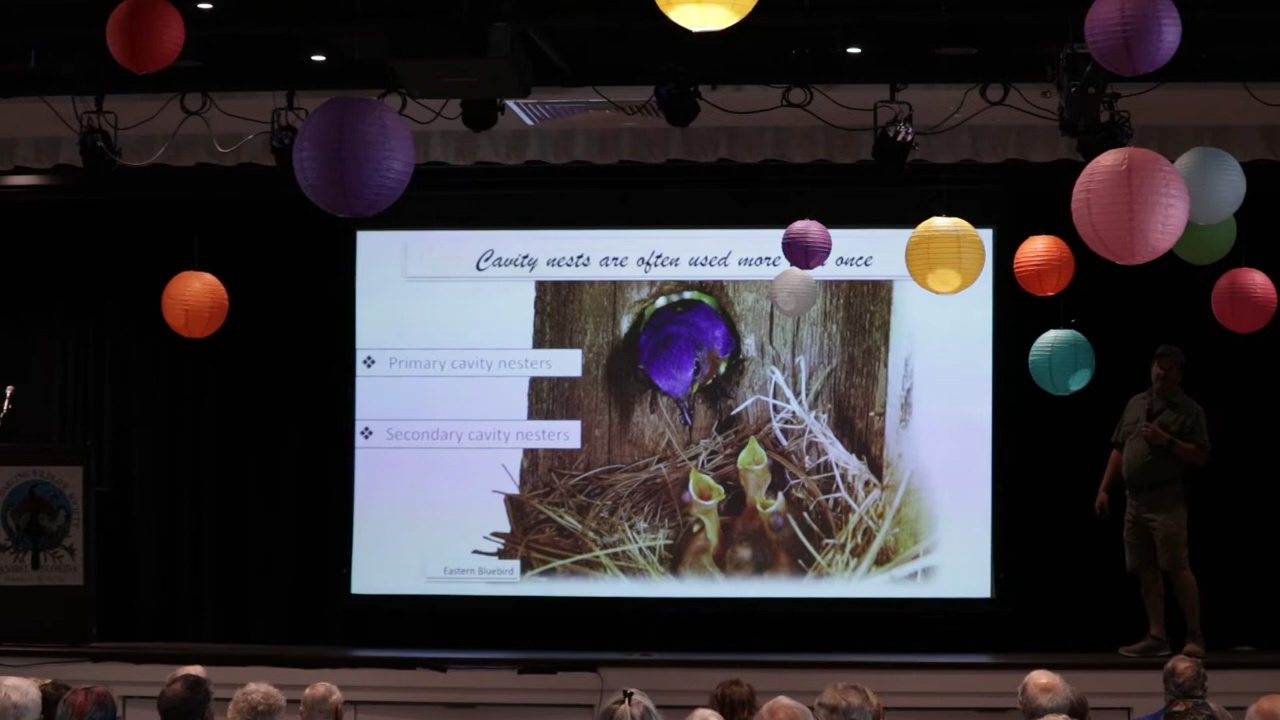 Cavity nests are often used more once
❖ Primary cavity nesters
❖ Secondary cavity nesters
Eastern Bluebird